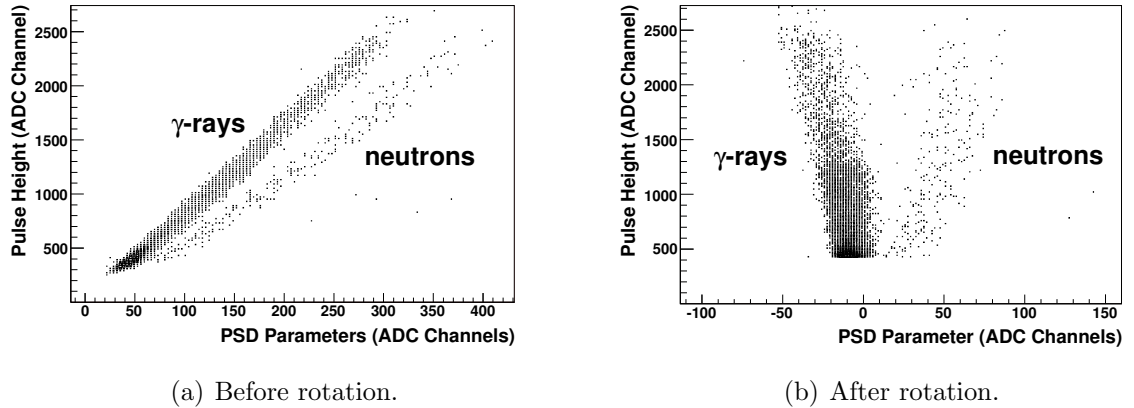 Pulse Height (ADC Channel)
2500
2000
1500
1000
500
γ-rays
neutrons
0 50 100 150 200 250 300 350 400
PSD Parameters (ADC Channels)
(a) Before rotation.
Pulse Height (ADC Channel)
2500
2000
1500
1000
500
γ-rays
neutrons
-100 -50 0 50 100 150
PSD Parameter (ADC Channels)
(b) After rotation.